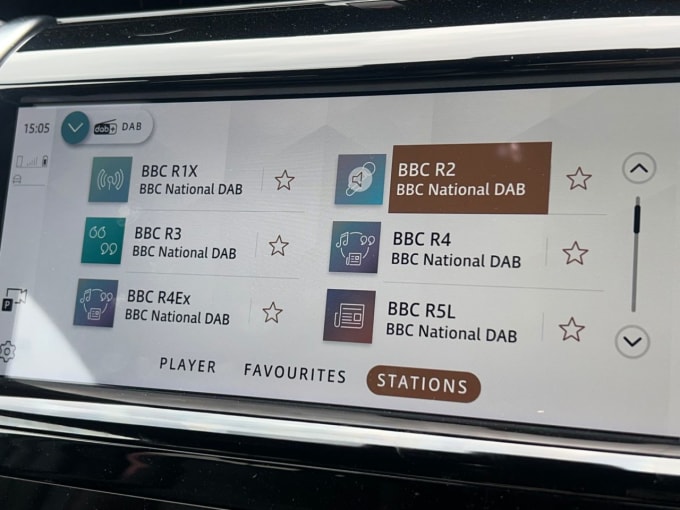 15:05
dab+ DAB
BBC R1X
BBC National DAB
BBC R2
BBC National DAB
BBC R3
BBC National DAB
BBC R4
BBC National DAB
BBC R4Ex
BBC National DAB
BBC R5L
BBC National DAB
P
PLAYER FAVOURITES STATIONS